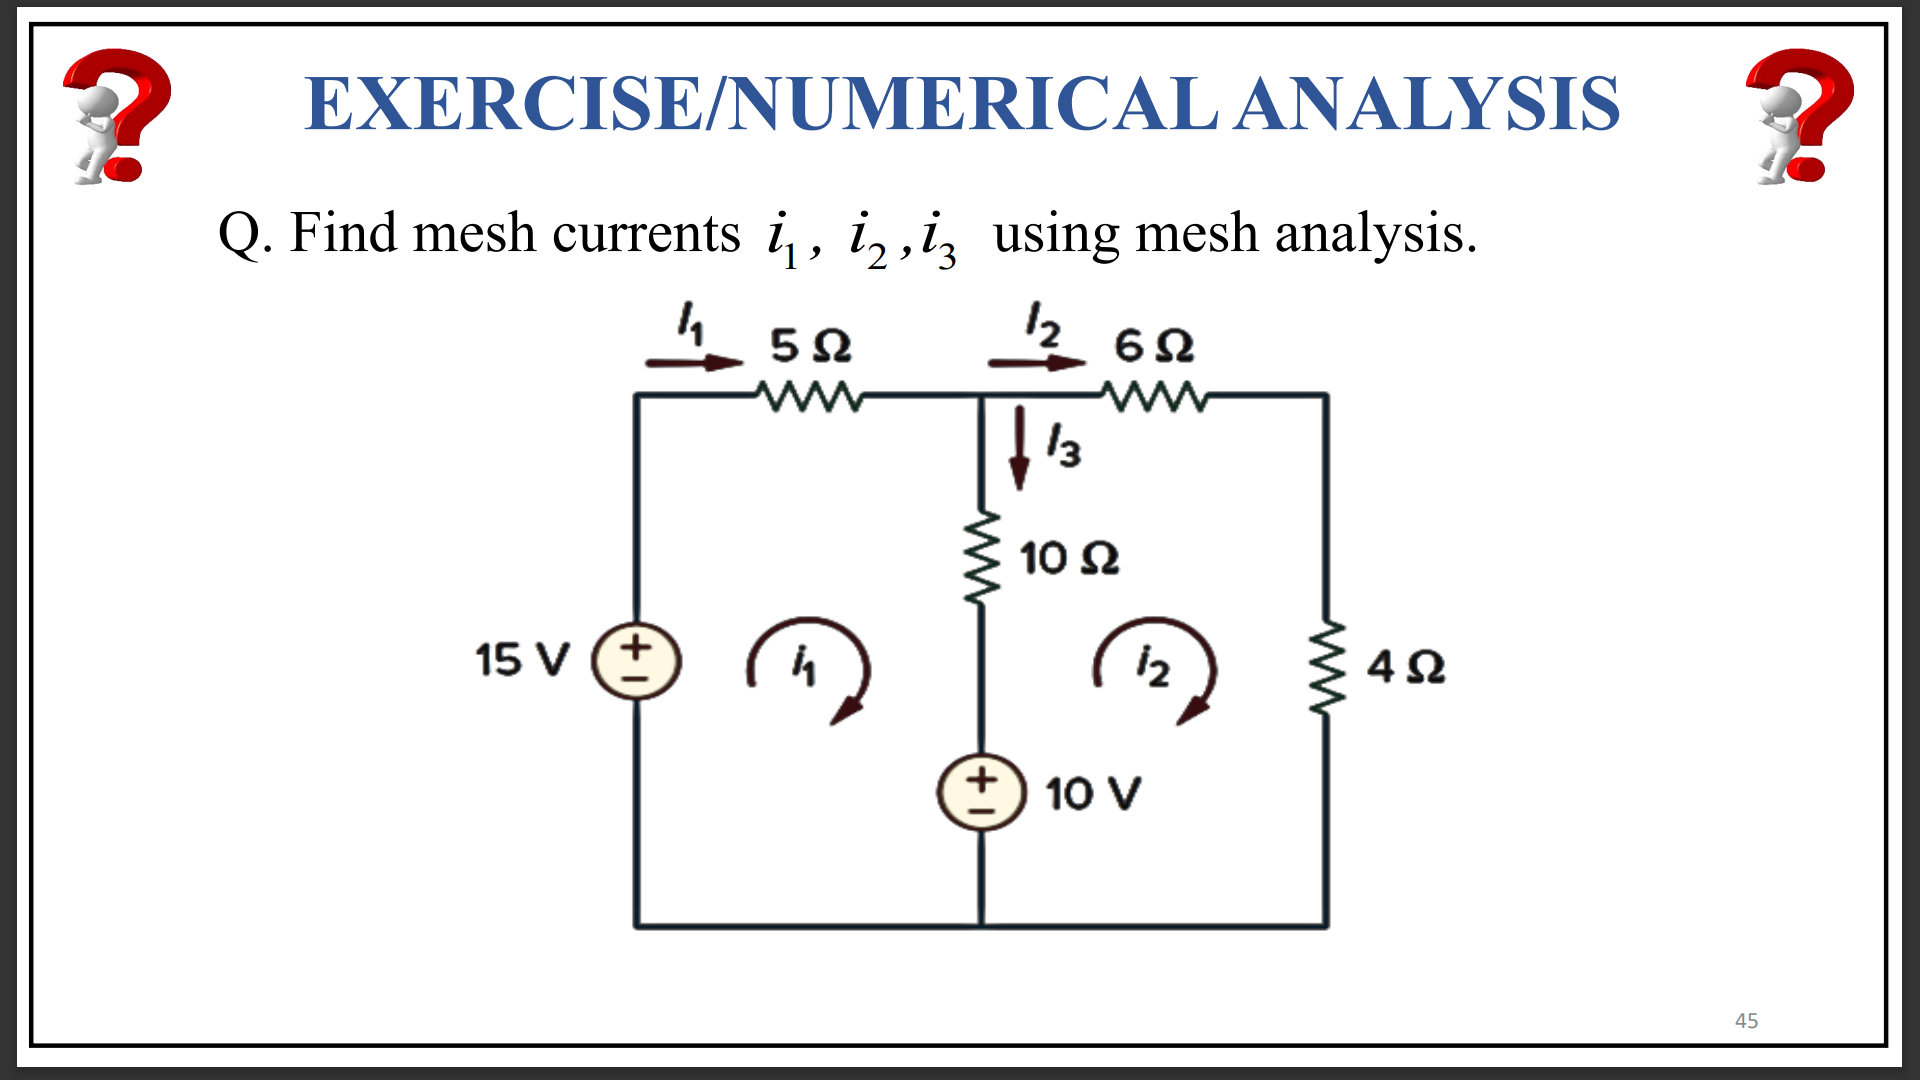 EXERCISE/NUMERICAL ANALYSIS
Q. Find mesh currents i₁, i₂,i₃ using mesh analysis.
I₁
5 Ω
I₂
6 Ω
I₃
10 Ω
15 V
+
−
i₁
i₂
4 Ω
+
−
10 V
45